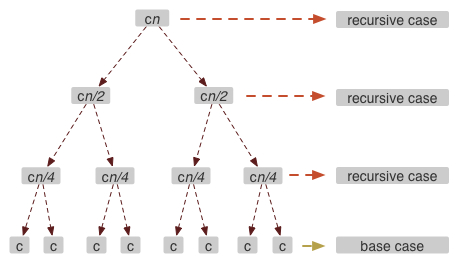 cn recursive case
cn/2 cn/2 recursive case
cn/4 cn/4 cn/4 cn/4 recursive case
c c c c c c c c base case